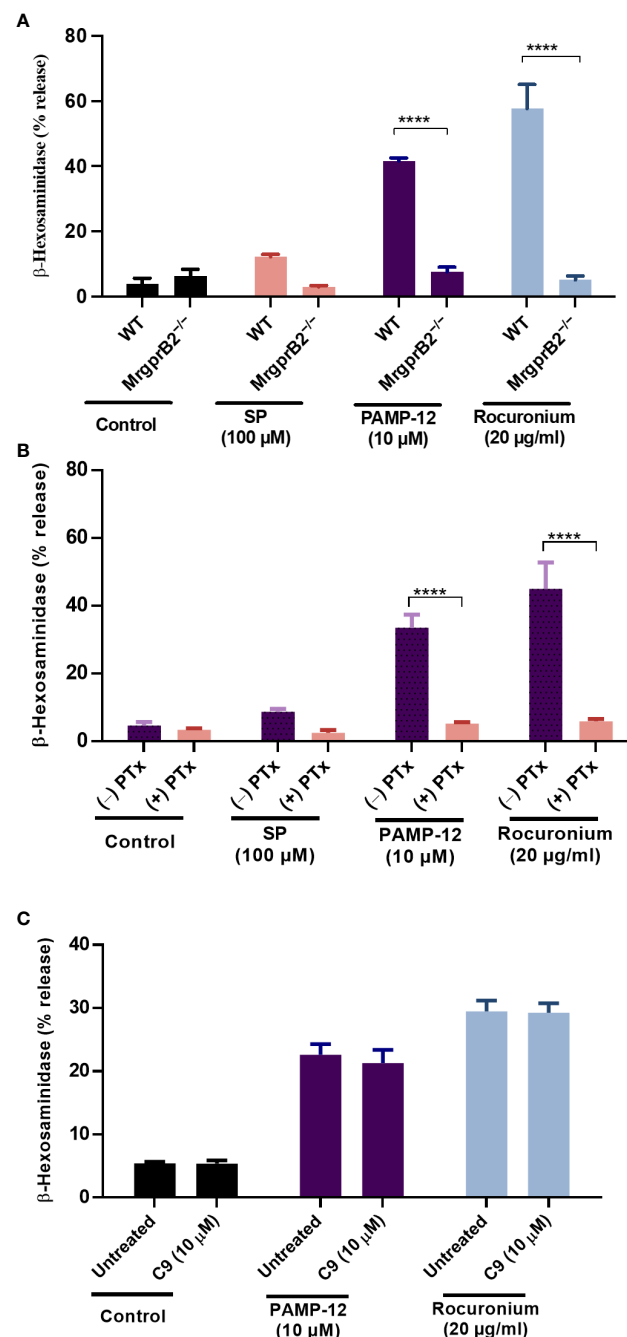 A
β-Hexosaminidase (% release)
80
60
40
20
0
****
****
WT
MrgprB2−/−
WT
MrgprB2−/−
WT
MrgprB2−/−
WT
MrgprB2−/−
Control
SP
(100 µM)
PAMP-12
(10 µM)
Rocuronium
(20 µg/ml)
B
β-Hexosaminidase (% release)
80
60
40
20
0
****
****
(−) PTx
(+) PTx
(−) PTx
(+) PTx
(−) PTx
(+) PTx
(−) PTx
(+) PTx
Control
SP
(100 µM)
PAMP-12
(10 µM)
Rocuronium
(20 µg/ml)
C
β-Hexosaminidase (% release)
40
30
20
10
0
Untreated
C9 (10 µM)
Untreated
C9 (10 µM)
Untreated
C9 (10 µM)
Control
PAMP-12
(10 µM)
Rocuronium
(20 µg/ml)